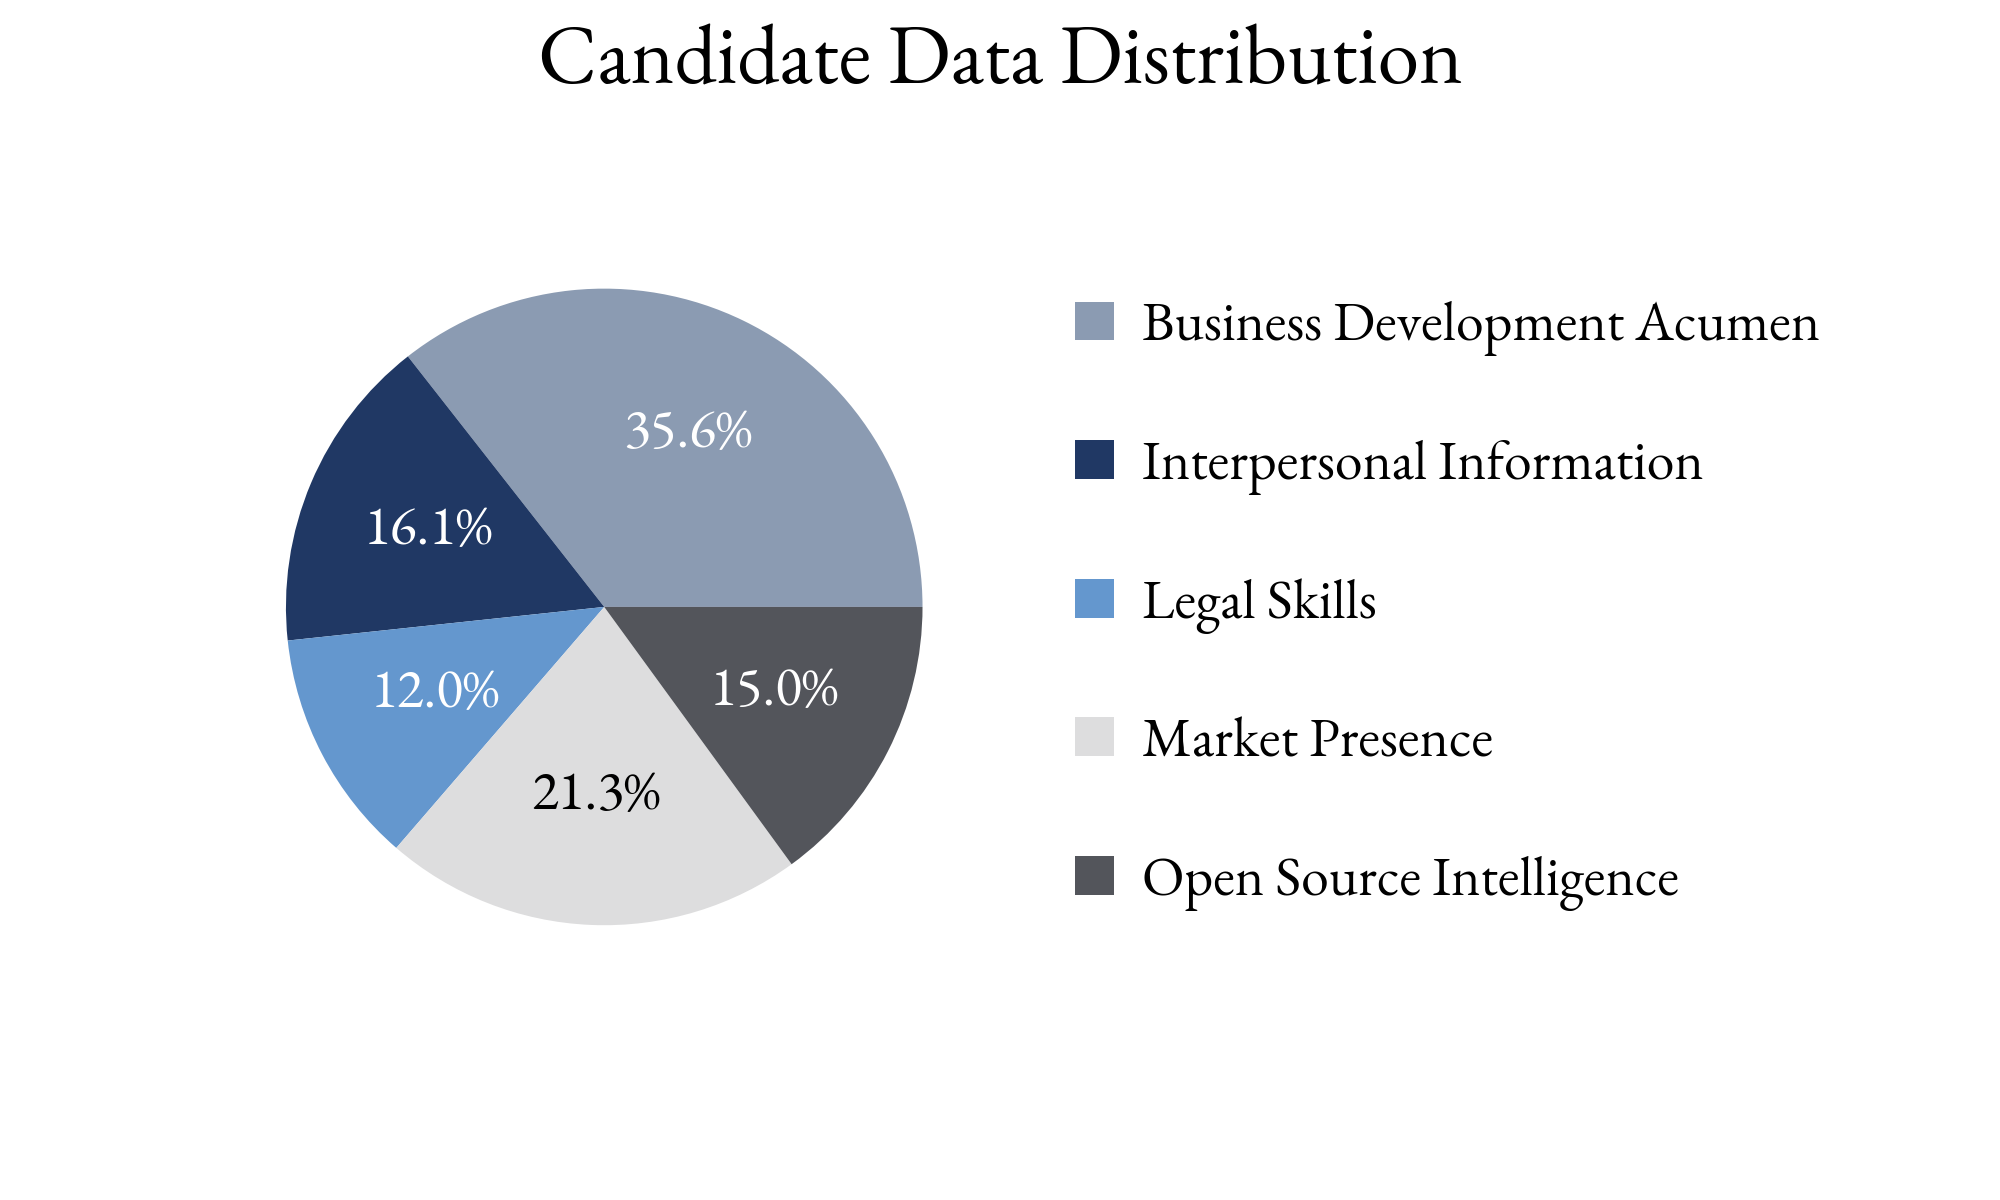 Candidate Data Distribution
Business Development Acumen
35.6%
Interpersonal Information
16.1%
Legal Skills
12.0%
15.0%
Market Presence
21.3%
Open Source Intelligence